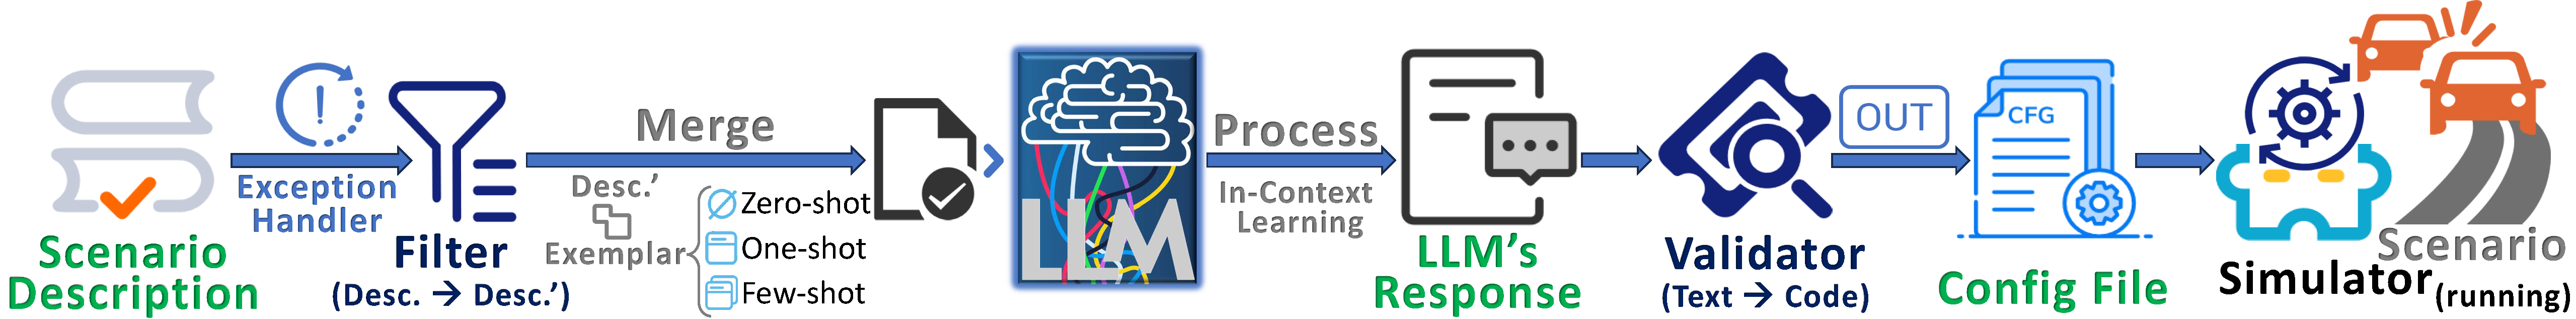 Scenario
Description
!
Exception
Handler
Filter
(Desc. → Desc.’)
Merge
Desc.’
Exemplar
Zero-shot
One-shot
Few-shot
LLM
Process
In-Context
Learning
LLM’s
Response
Validator
(Text → Code)
OUT
CFG
Config File
Simulator
Scenario
(running)